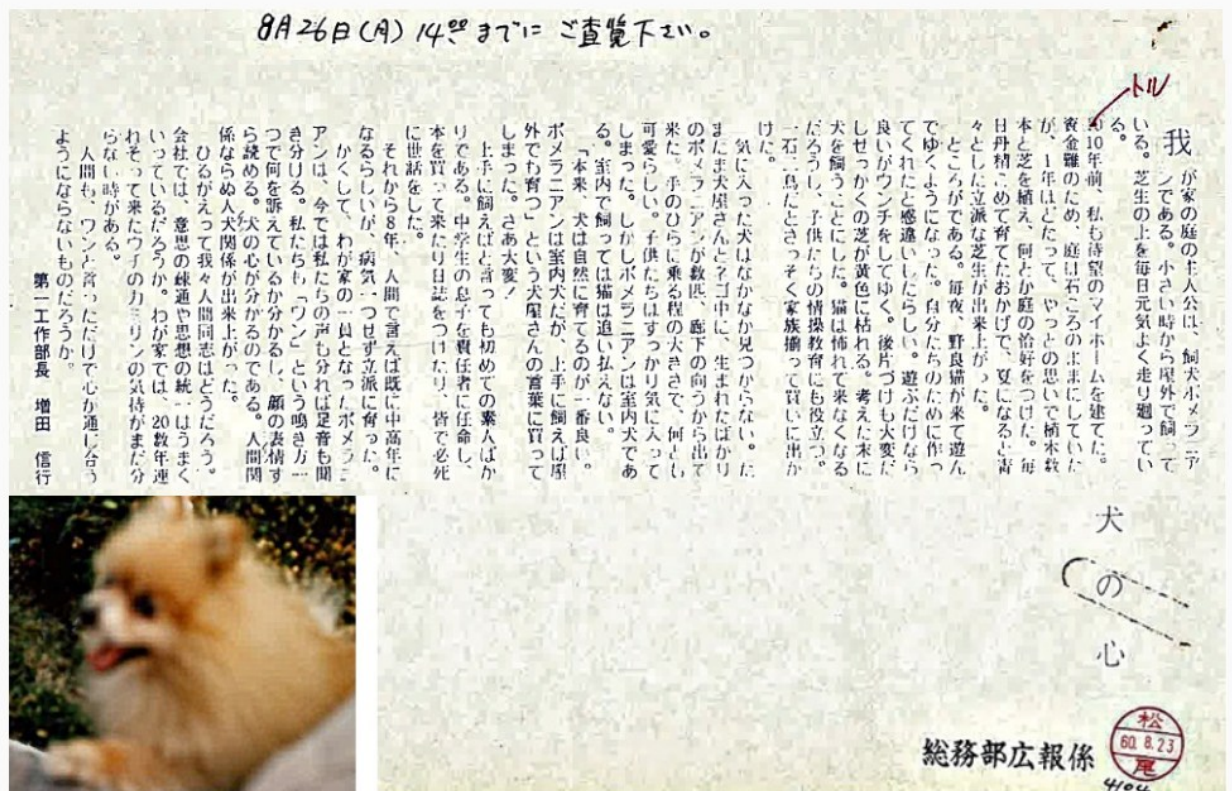 8月26日(月) 14:00 までに ご査覧下さい。
トル
我が家の庭の主人公は、飼犬ポメラニア
ンである。小さい時から屋外で飼って
いる。芝生の上を毎日元気よく走り廻ってい
る。
10年前、私も待望のマイホームを建てた。
資金難のため、庭は石ころのままにしていた
が、1年ほどたって、やっとの思いで植木数
本と芝を植え、何とか庭の恰好をつけた。毎
日丹精こめて育てたおかげで、夏になると青
々とした立派な芝生が出来上がった。
ところがである。毎夜、野良猫が来て遊ん
でゆくようになった。自分たちのために作っ
てくれたと感違いしたらしい。遊ぶだけなら
良いがウンチをしてゆく。後片づけも大変だ
しせっかくの芝が黄色に枯れる。考えた末に
犬を飼うことにした。猫は怖れて来なくなる
だろうし、子供たちの情操教育にも役立つ。
一石二鳥だとさっそく家族揃って買いに出か
けた。
気に入った犬はなかなか見つからない。た
またま犬屋さんとネゴ中に、生まれたばかり
のポメラニアンが数匹、廊下の向うから出て
来た。手のひらに乗る程の大きさで、何とも
可愛らしい。子供たちはすっかり気に入って
しまった。しかしポメラニアンは室内犬であ
る。室内で飼っては猫は追い払えない。
「本来、犬は自然に育てるのが一番良い。
ポメラニアンは室内犬だが、上手に飼えば屋
外でも育つ」という犬屋さんの言葉に買って
しまった。さあ大変!
上手に飼えばと言っても初めての素人ばか
りである。中学生の息子を責任者に任命し、
本を買って来たり日誌をつけたり、皆で必死
に世話をした。
それから8年、人間で言えば既に中高年に
なるらしいが、病気一つせず立派に育った。
かくして、わが家の一員となったポメラニ
アンは、今では私たちの声も分れば足音も聞
き分ける。私たちも「ワン」という鳴き方一
つで何を訴えているか分かるし、顔の表情す
ら読める。犬の心が分かるのである。人間関
係ならぬ人犬関係が出来上がった。
ひるがえって我々人間同志はどうだろう。
会社では、意思の疎通や思想の統一はうまく
いっているだろうか。わが家では、20数年連
れそって来たウチのカミサンの気持がまだ分
らない時がある。
人間も、ワンと言っただけで心が通じ合う
ようにならないものだろうか。
第一工作部長 増田 信行
犬の心
総務部広報係
松
60.8.23
尾
4104